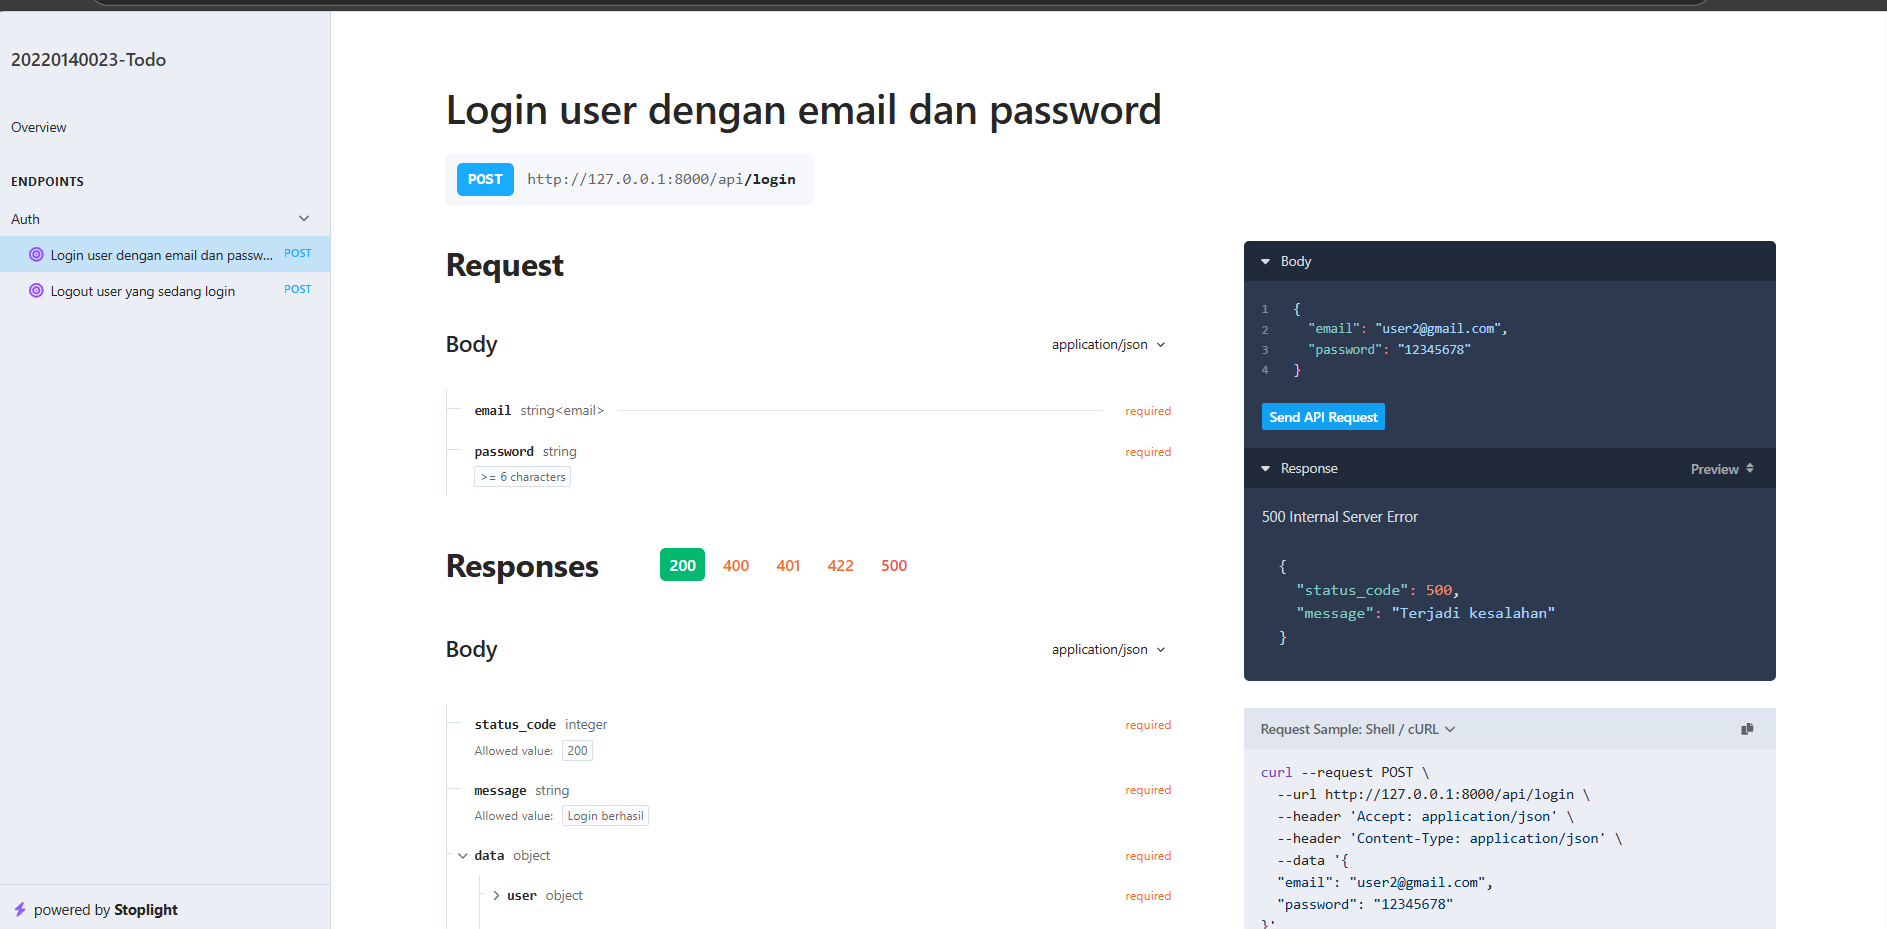 20220140023-Todo
Overview
ENDPOINTS
Auth
Login user dengan email dan passw... POST
Logout user yang sedang login POST
powered by Stoplight
Login user dengan email dan password
POST http://127.0.0.1:8000/api/login
Request
Body application/json
email string<email> required
password string required
>= 6 characters
Responses 200 400 401 422 500
Body application/json
status_code integer required
Allowed value: 200
message string required
Allowed value: Login berhasil
data object required
user object required
Body
1 {
2 "email": "user2@gmail.com",
3 "password": "12345678"
4 }
Send API Request
Response Preview
500 Internal Server Error
{
"status_code": 500,
"message": "Terjadi kesalahan"
}
Request Sample: Shell / cURL
curl --request POST \
--url http://127.0.0.1:8000/api/login \
--header 'Accept: application/json' \
--header 'Content-Type: application/json' \
--data '{
"email": "user2@gmail.com",
"password": "12345678"
}'